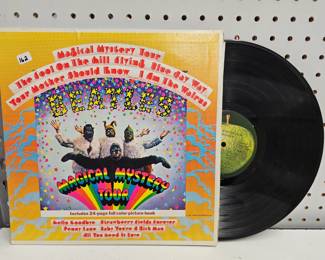 162
Magical Mystery Tour
The Fool On The Hill Flying Blue Jay Way
Your Mother Should Know I Am The Walrus
BEATLES
MAGICAL MYSTERY
TOUR
Includes 24-page full color picture book
Hello Goodbye Strawberry Fields Forever
Penny Lane Baby You're A Rich Man
All You Need Is Love